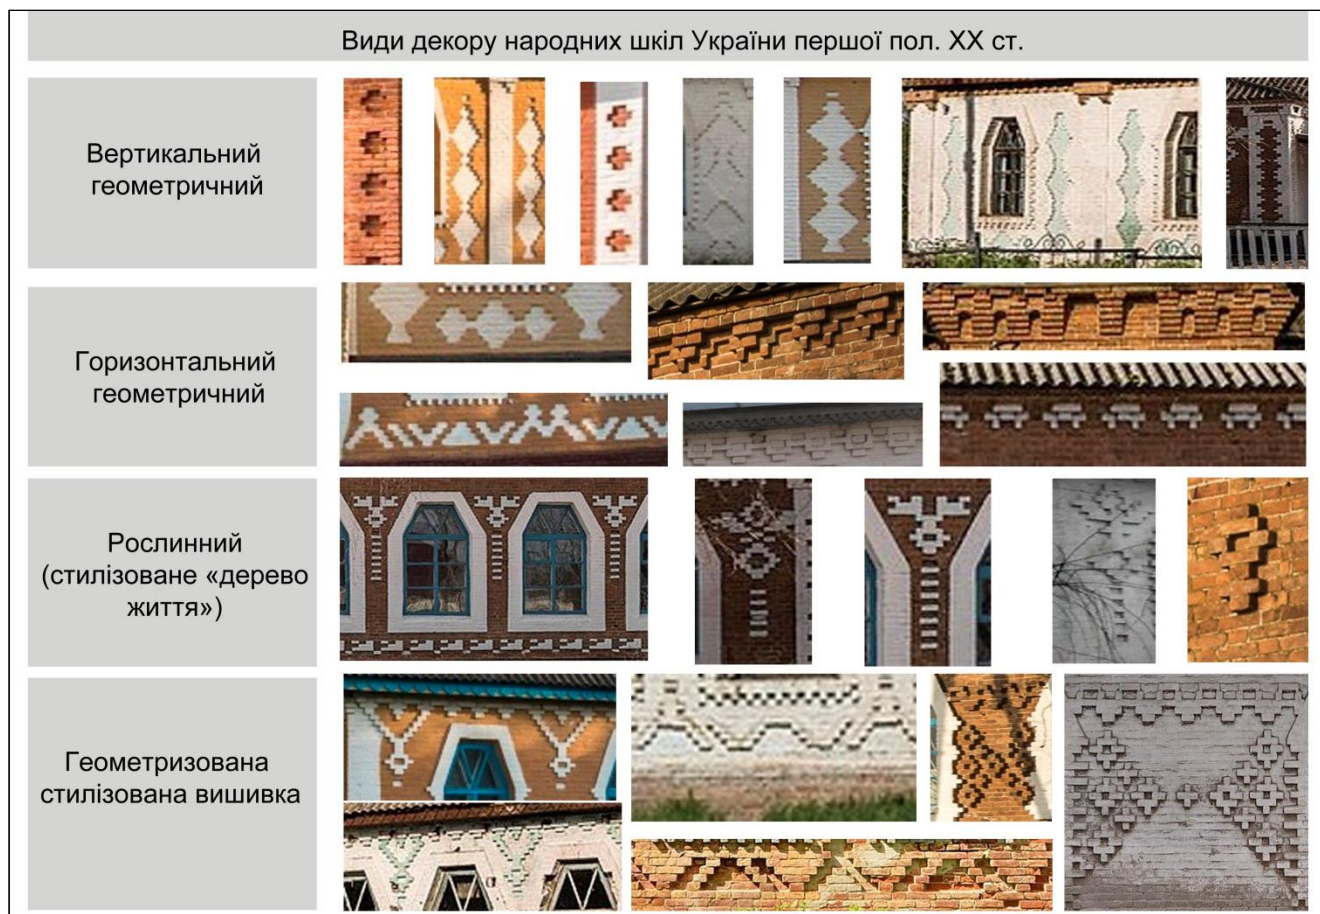 Види декору народних шкіл України першої пол. XX ст.
Вертикальний
геометричний
Горизонтальний
геометричний
Рослинний
(стилізоване «дерево
життя»)
Геометризована
стилізована вишивка